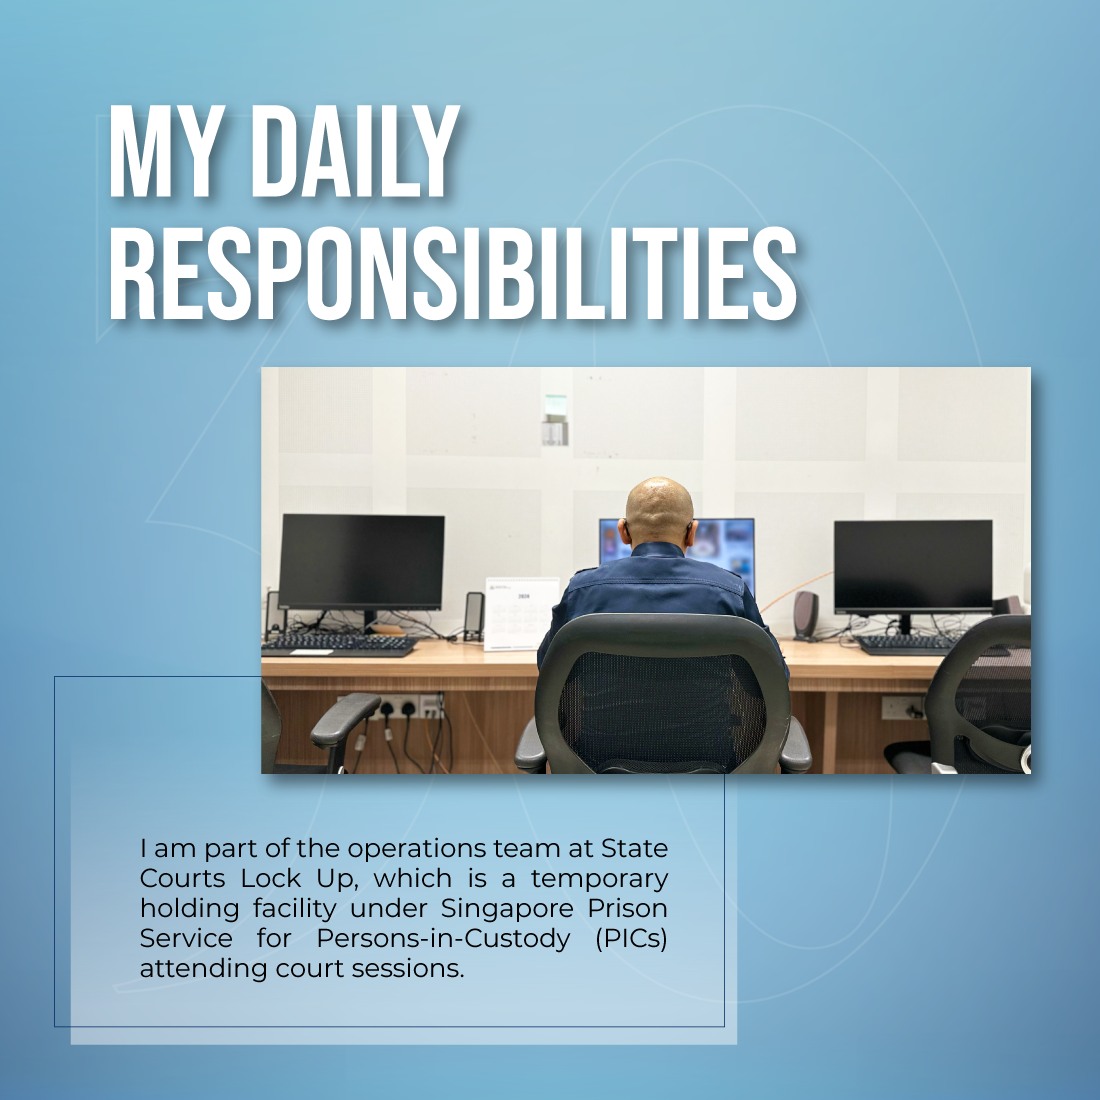 MY DAILY
RESPONSIBILITIES
2024
I am part of the operations team at State
Courts Lock Up, which is a temporary
holding facility under Singapore Prison
Service for Persons-in-Custody (PICs)
attending court sessions.